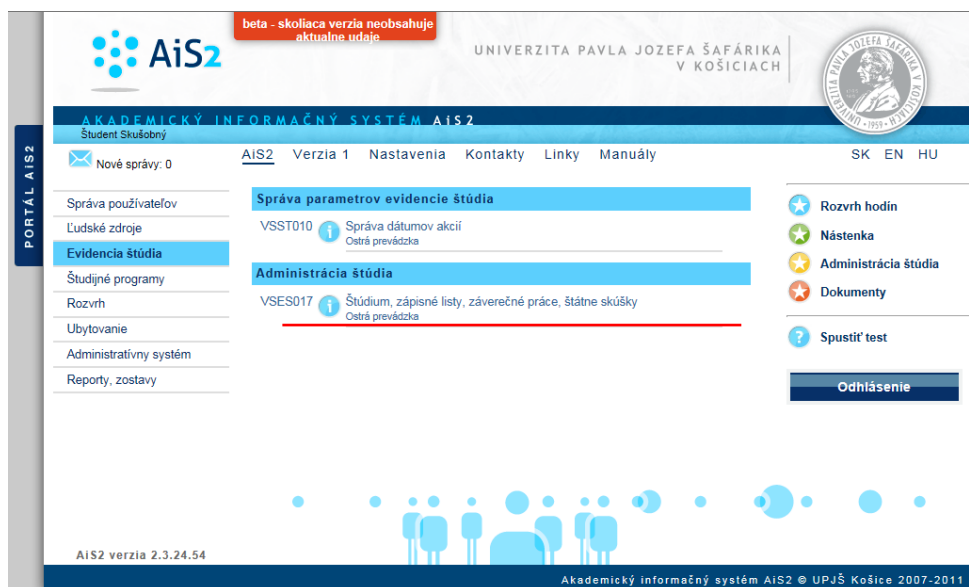 beta - skoliaca verzia neobsahuje
aktualne udaje
AiS2
UNIVERZITA PAVLA JOZEFA ŠAFÁRIKA
V KOŠICIACH
AKADEMICKÝ INFORMAČNÝ SYSTÉM AiS2
Študent Skušobný
PORTÁL AiS2
Nové správy: 0
AiS2 Verzia 1 Nastavenia Kontakty Linky Manuály
SK EN HU
Správa používateľov
Ľudské zdroje
Evidencia štúdia
Študijné programy
Rozvrh
Ubytovanie
Administratívny systém
Reporty, zostavy
Správa parametrov evidencie štúdia
VSST010 Správa dátumov akcií
Ostrá prevádzka
Administrácia štúdia
VSES017 Štúdium, zápisné listy, záverečné práce, štátne skúšky
Ostrá prevádzka
Rozvrh hodín
Nástenka
Administrácia štúdia
Dokumenty
Spustiť test
Odhlásenie
AiS2 verzia 2.3.24.54
Akademický informačný systém AiS2 © UPJŠ Košice 2007-2011